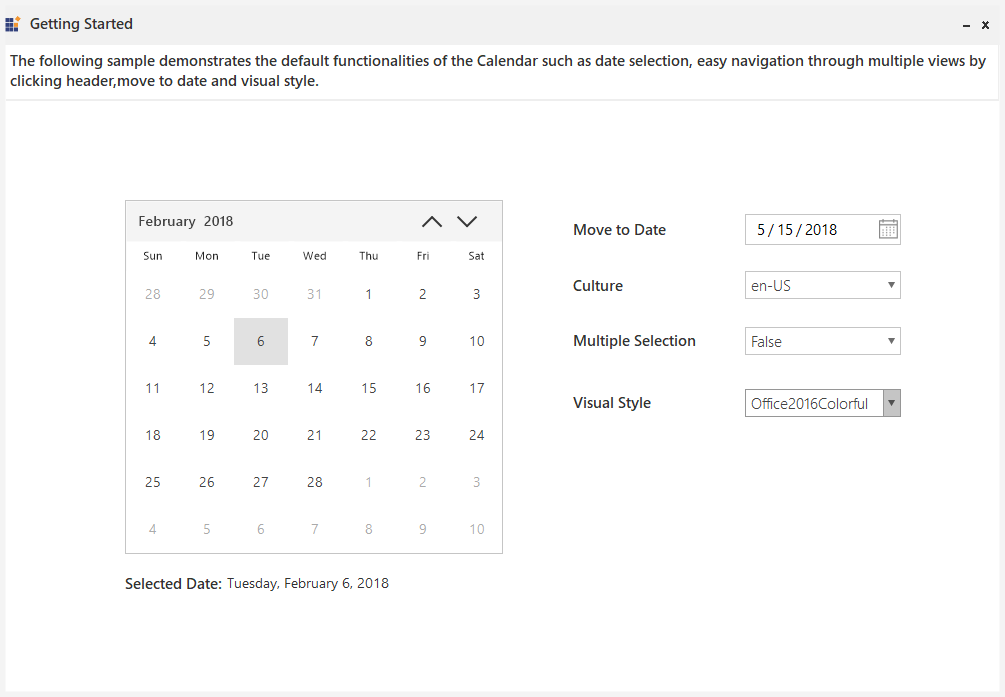 Getting Started
The following sample demonstrates the default functionalities of the Calendar such as date selection, easy navigation through multiple views by
clicking header,move to date and visual style.
February 2018
Sun Mon Tue Wed Thu Fri Sat
28 29 30 31 1 2 3
4 5 6 7 8 9 10
11 12 13 14 15 16 17
18 19 20 21 22 23 24
25 26 27 28 1 2 3
4 5 6 7 8 9 10
Selected Date: Tuesday, February 6, 2018
Move to Date 5 / 15 / 2018
Culture en-US
Multiple Selection False
Visual Style Office2016Colorful